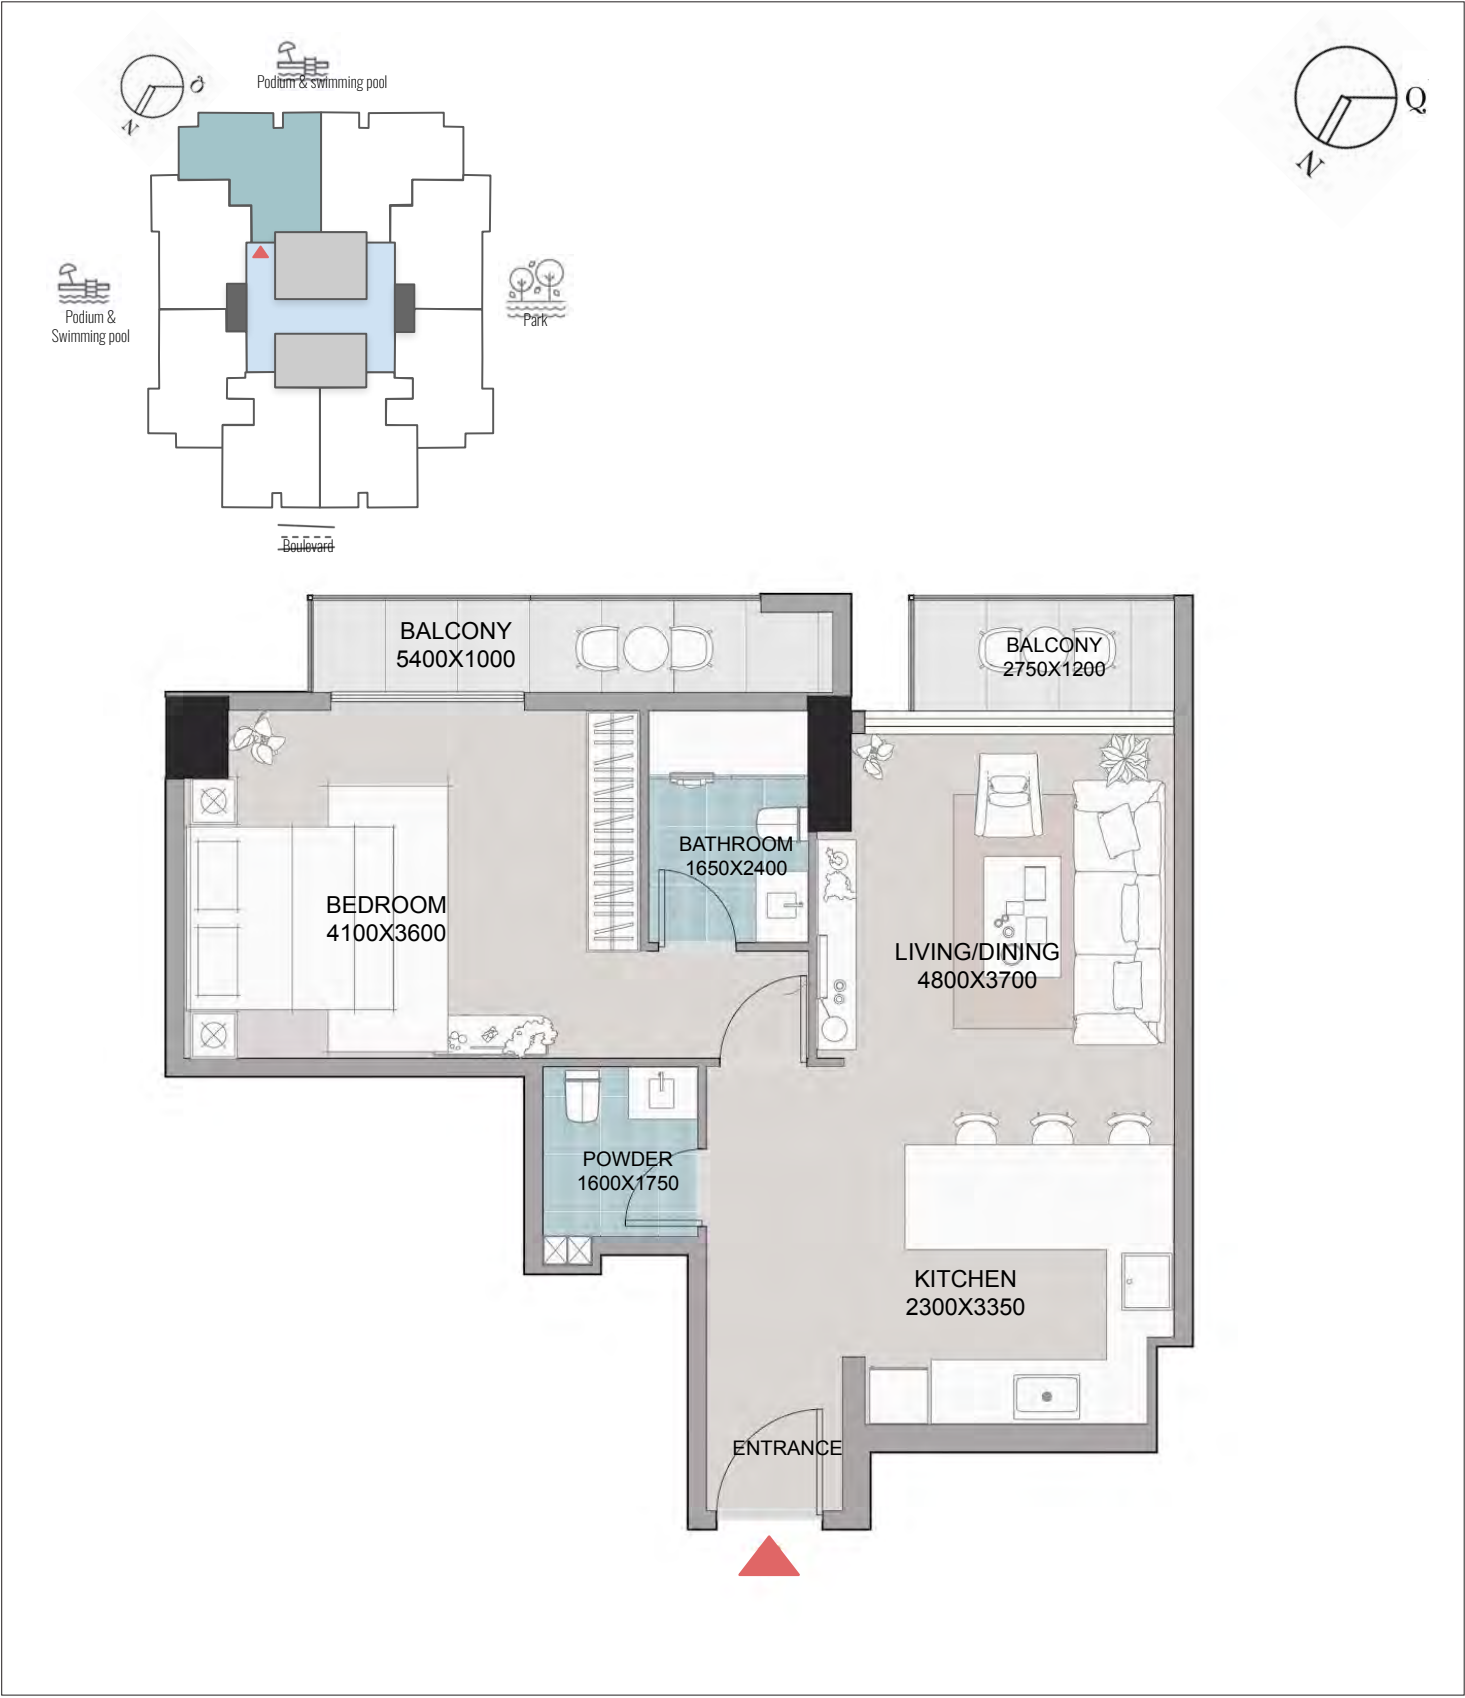 Podium & swimming pool
Q
N
Q
N
Podium &
Swimming pool
Park
Boulevard
BALCONY
5400X1000
BALCONY
2750X1200
BATHROOM
1650X2400
BEDROOM
4100X3600
LIVING/DINING
4800X3700
POWDER
1600X1750
KITCHEN
2300X3350
ENTRANCE